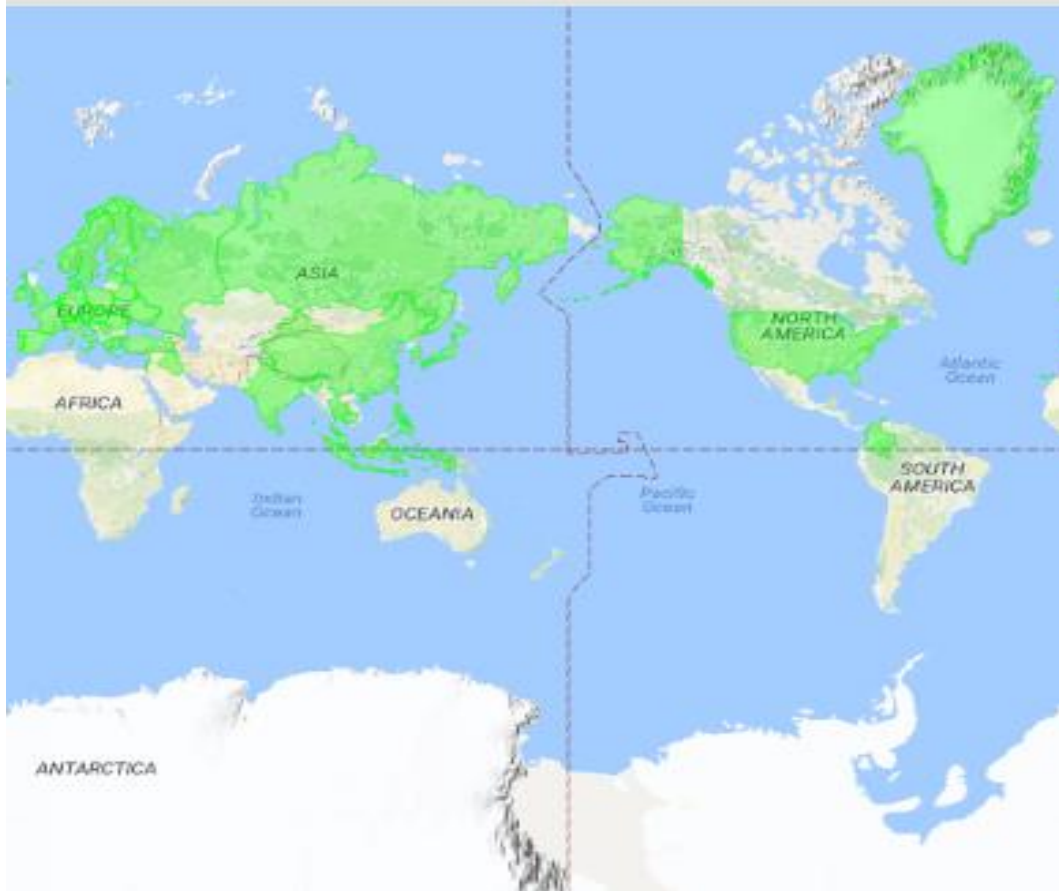 ASIA
EUROPE
NORTH
AMERICA
Atlantic
Ocean
AFRICA
SOUTH
AMERICA
Indian
Ocean
Pacific
Ocean
OCEANIA
ANTARCTICA